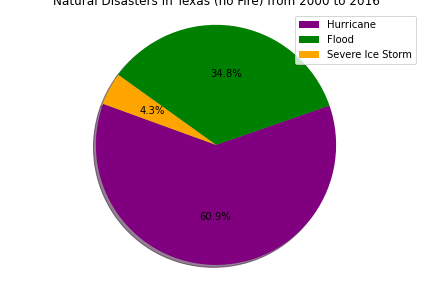 Natural Disasters in Texas (no Fire) from 2000 to 2016
Hurricane
Flood
Severe Ice Storm
34.8%
4.3%
60.9%